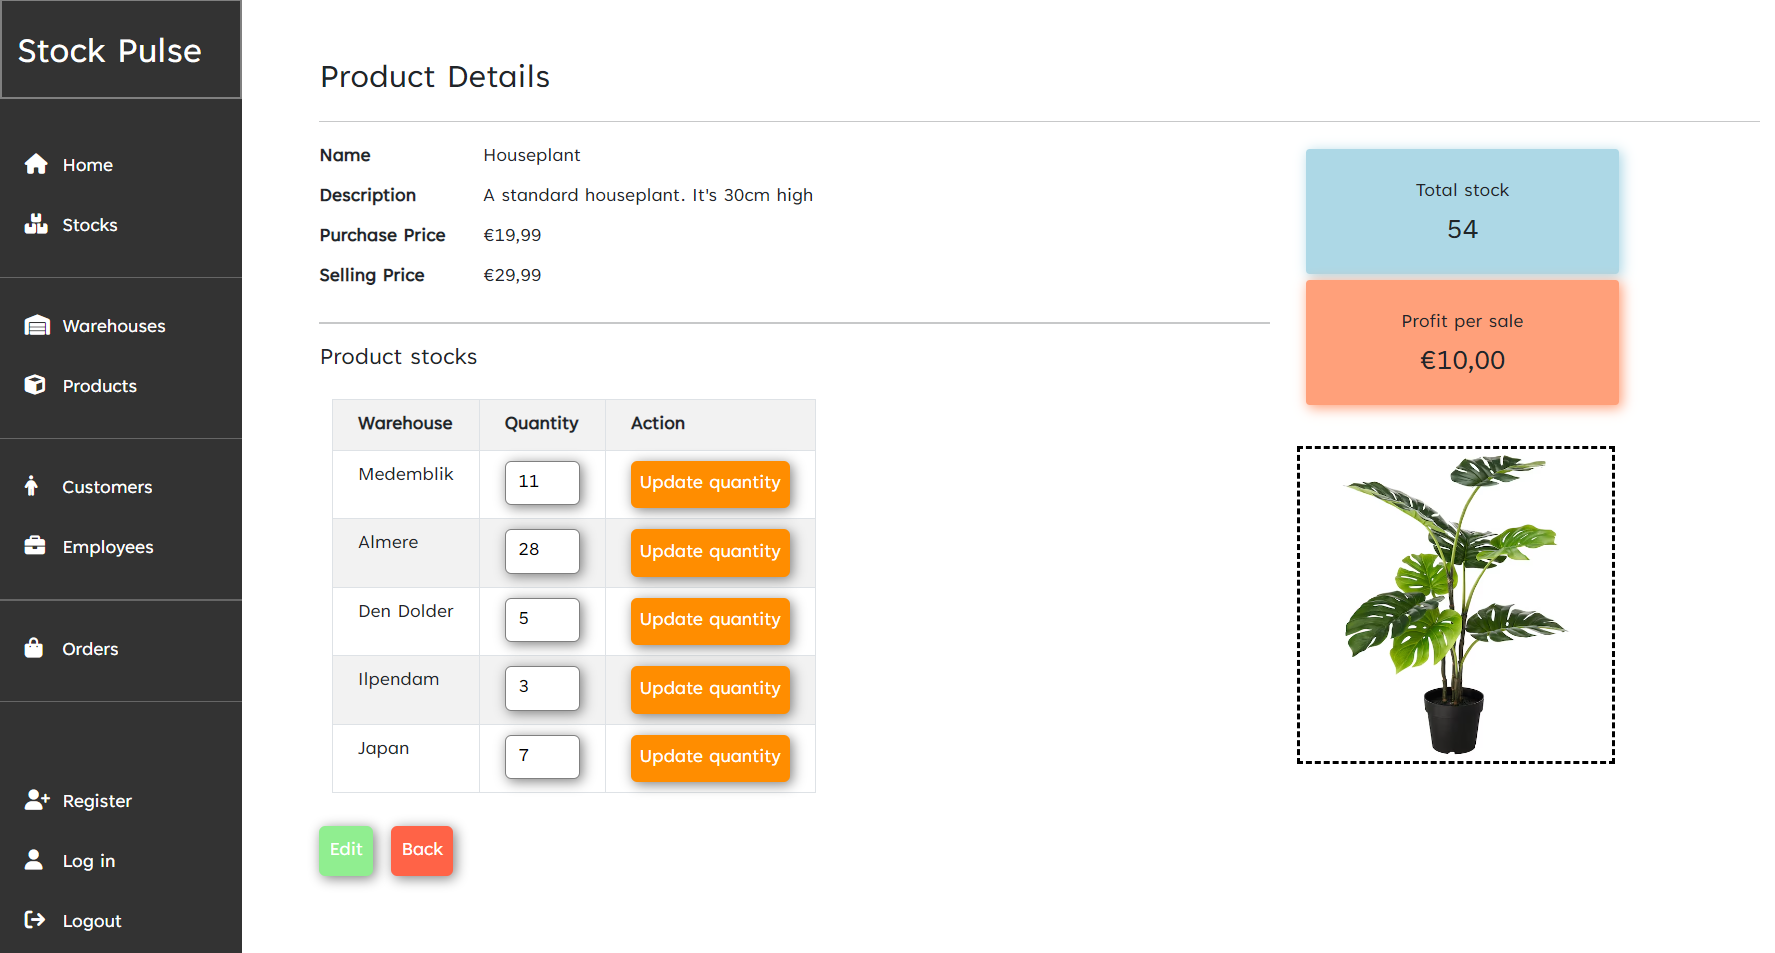 Stock Pulse
Home
Stocks
Warehouses
Products
Customers
Employees
Orders
Register
Log in
Logout
Product Details
Name Houseplant
Description A standard houseplant. It's 30cm high
Purchase Price €19,99
Selling Price €29,99
Total stock
54
Profit per sale
€10,00
Product stocks
Warehouse Quantity Action
Medemblik 11 Update quantity
Almere 28 Update quantity
Den Dolder 5 Update quantity
Ilpendam 3 Update quantity
Japan 7 Update quantity
Edit Back